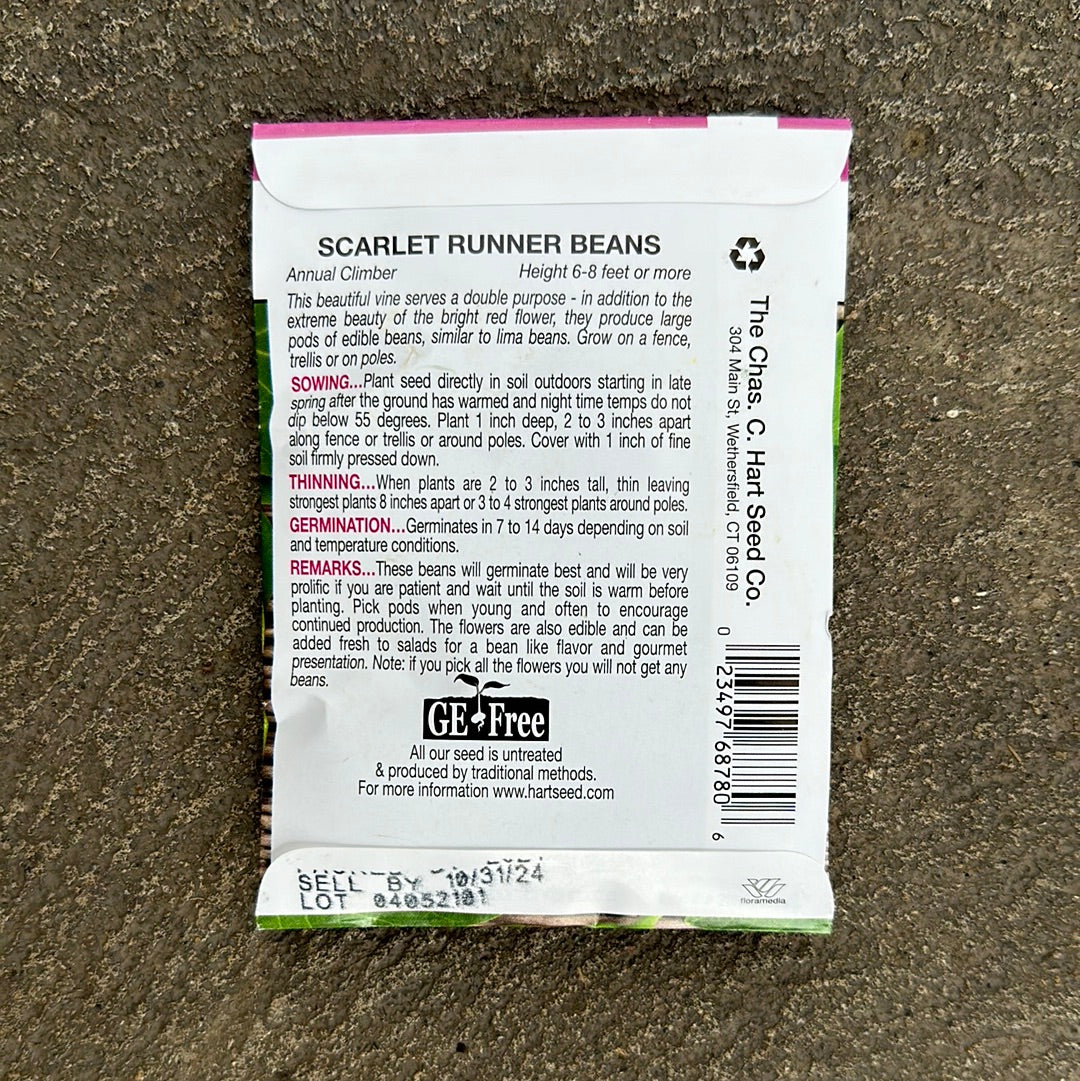 SCARLET RUNNER BEANS
Annual Climber Height 6-8 feet or more
This beautiful vine serves a double purpose - in addition to the
extreme beauty of the bright red flower, they produce large
pods of edible beans, similar to lima beans. Grow on a fence,
trellis or on poles.
SOWING...Plant seed directly in soil outdoors starting in late
spring after the ground has warmed and night time temps do not
dip below 55 degrees. Plant 1 inch deep, 2 to 3 inches apart
along fence or trellis or around poles. Cover with 1 inch of fine
soil firmly pressed down.
THINNING...When plants are 2 to 3 inches tall, thin leaving
strongest plants 8 inches apart or 3 to 4 strongest plants around poles.
GERMINATION...Germinates in 7 to 14 days depending on soil
and temperature conditions.
REMARKS...These beans will germinate best and will be very
prolific if you are patient and wait until the soil is warm before
planting. Pick pods when young and often to encourage
continued production. The flowers are also edible and can be
added fresh to salads for a bean like flavor and gourmet
presentation. Note: if you pick all the flowers you will not get any
beans.
GE Free
All our seed is untreated
& produced by traditional methods.
For more information www.hartseed.com
SELL BY 10/31/24
LOT 04052101
The Chas. C. Hart Seed Co.
304 Main St, Wethersfield, CT 06109
0 23497 68780 6
floramedia